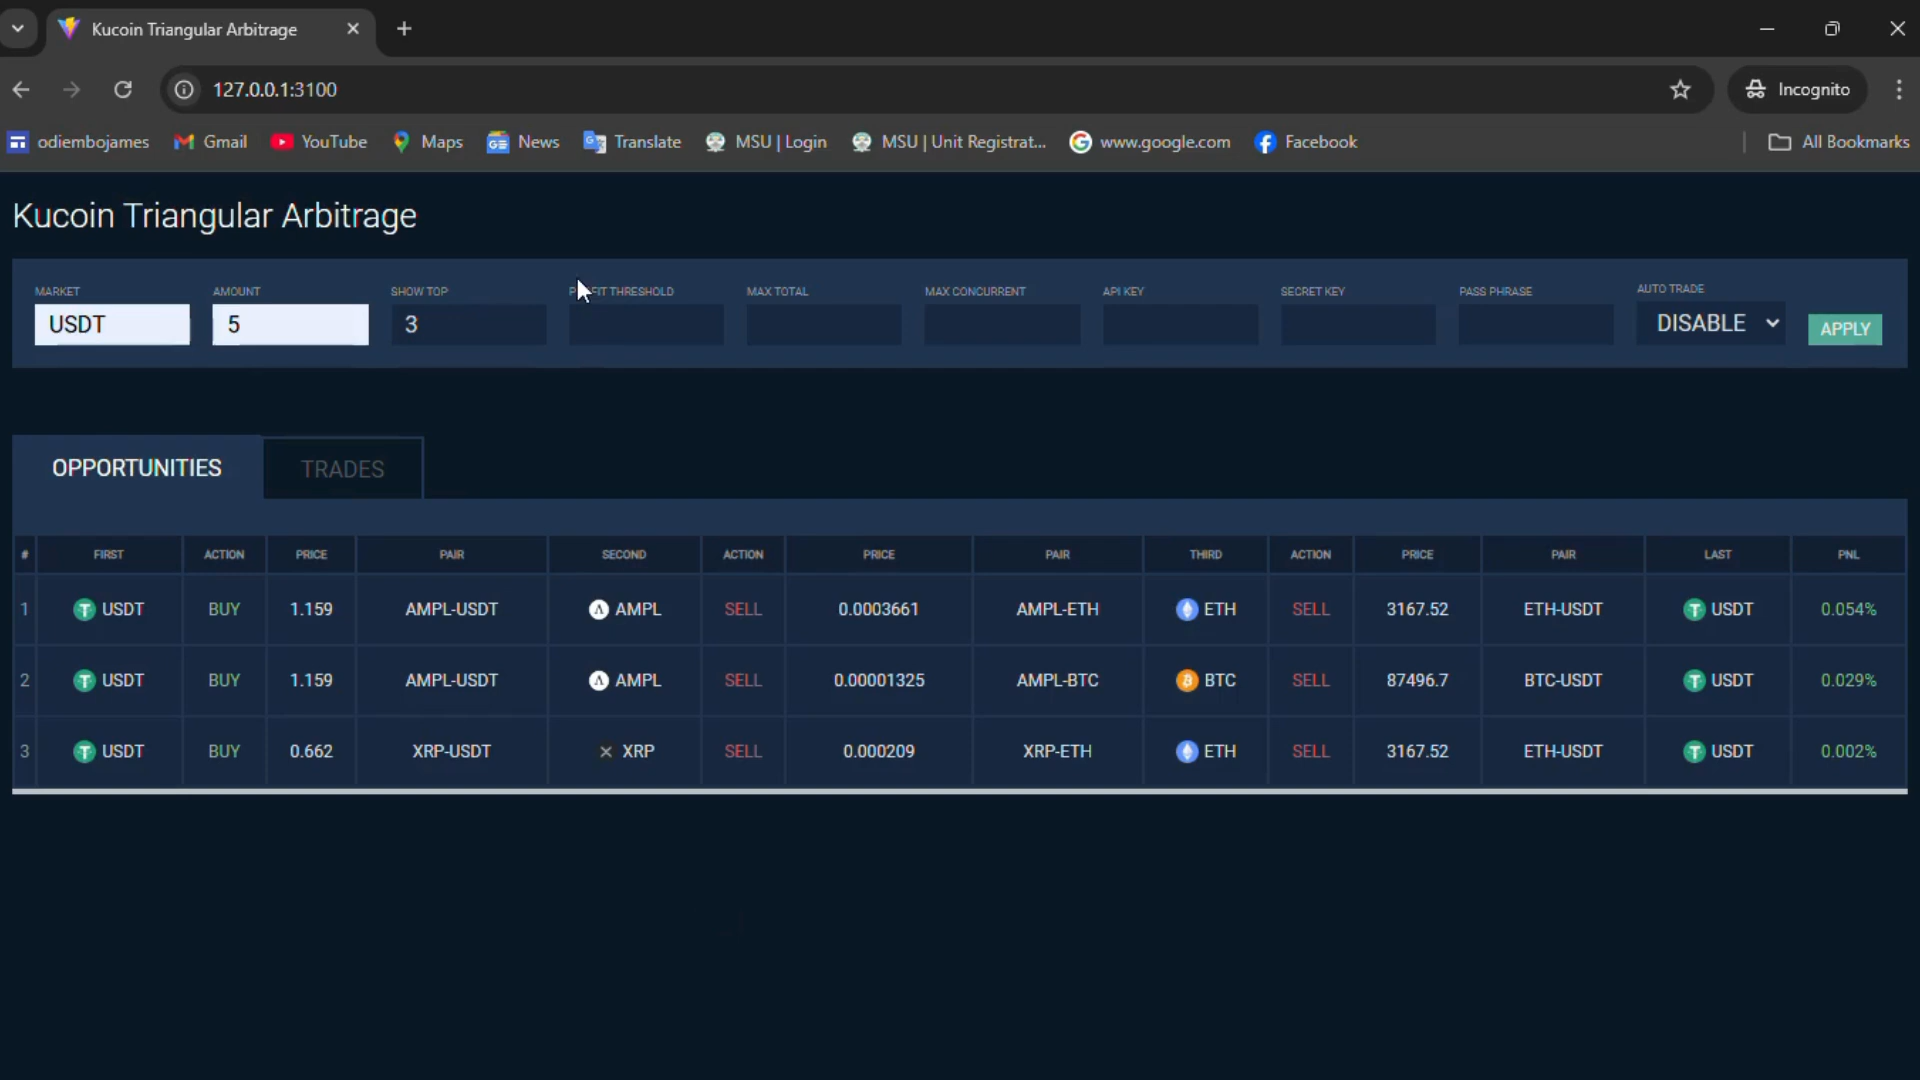 Kucoin Triangular Arbitrage
127.0.0.1:3100
Incognito
odiembojames Gmail YouTube Maps News Translate MSU | Login MSU | Unit Registrat... www.google.com Facebook All Bookmarks
Kucoin Triangular Arbitrage
MARKET AMOUNT SHOW TOP THRESHOLD MAX TOTAL MAX CONCURRENT API KEY SECRET KEY PASS PHRASE AUTO TRADE
USDT 5 3 DISABLE APPLY
OPPORTUNITIES TRADES
# FIRST ACTION PRICE PAIR SECOND ACTION PRICE PAIR THIRD ACTION PRICE PAIR LAST PNL
1 USDT BUY 1.159 AMPL-USDT AMPL SELL 0.0003661 AMPL-ETH ETH SELL 3167.52 ETH-USDT USDT 0.054%
2 USDT BUY 1.159 AMPL-USDT AMPL SELL 0.00001325 AMPL-BTC BTC SELL 87496.7 BTC-USDT USDT 0.029%
3 USDT BUY 0.662 XRP-USDT XRP SELL 0.000209 XRP-ETH ETH SELL 3167.52 ETH-USDT USDT 0.002%